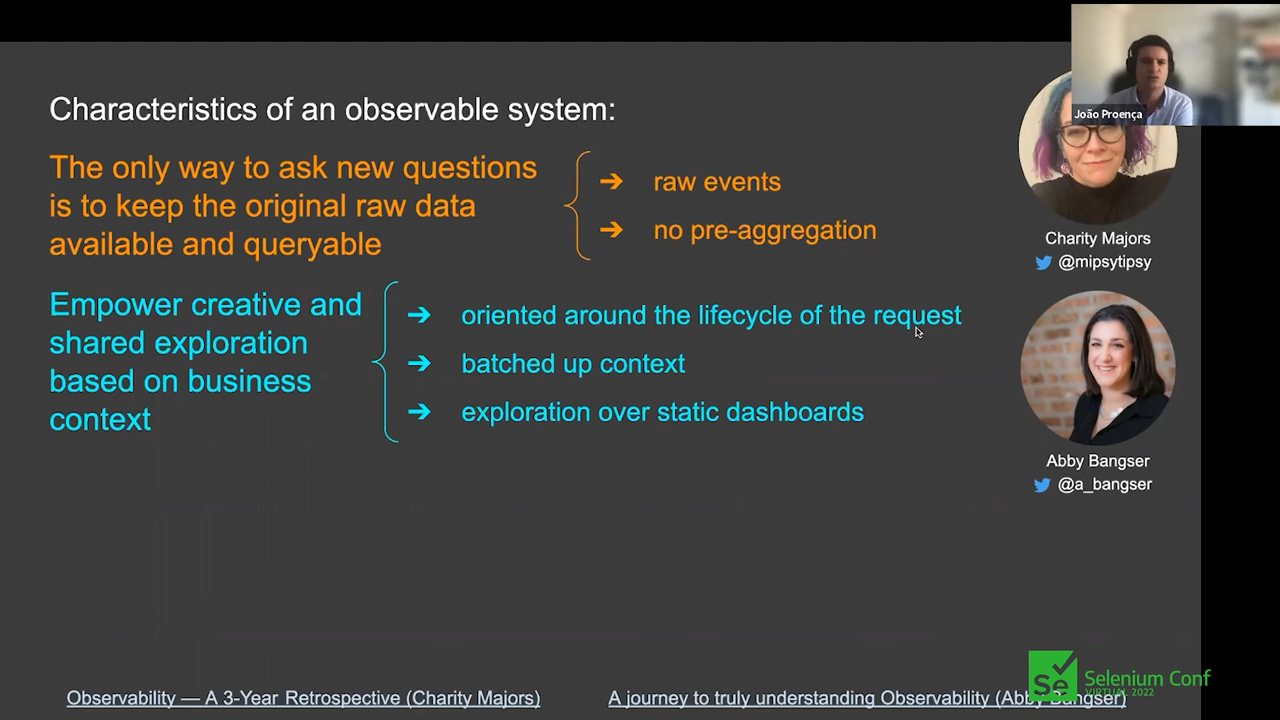 João Proença
Characteristics of an observable system:
The only way to ask new questions
is to keep the original raw data
available and queryable
➔ raw events
➔ no pre-aggregation
Charity Majors
@mipsytipsy
Empower creative and
shared exploration
based on business
context
➔ oriented around the lifecycle of the request
➔ batched up context
➔ exploration over static dashboards
Abby Bangser
@a_bangser
Observability — A 3-Year Retrospective (Charity Majors)
A journey to truly understanding Observability (Abby Bangser)
Se
Selenium Conf
VIRTUAL 2022